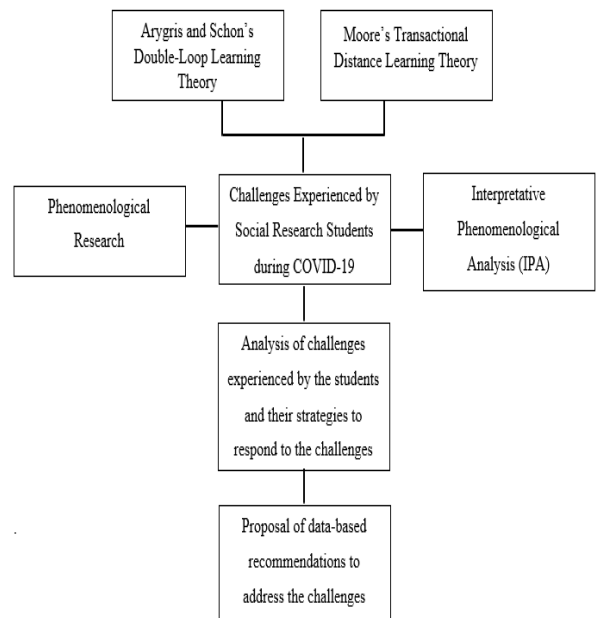 Arygris and Schon’s
Double-Loop Learning
Theory
Moore’s Transactional
Distance Learning Theory
Phenomenological
Research
Challenges Experienced by
Social Research Students
during COVID-19
Interpretative
Phenomenological
Analysis (IPA)
Analysis of challenges
experienced by the students
and their strategies to
respond to the challenges
Proposal of data-based
recommendations to
address the challenges